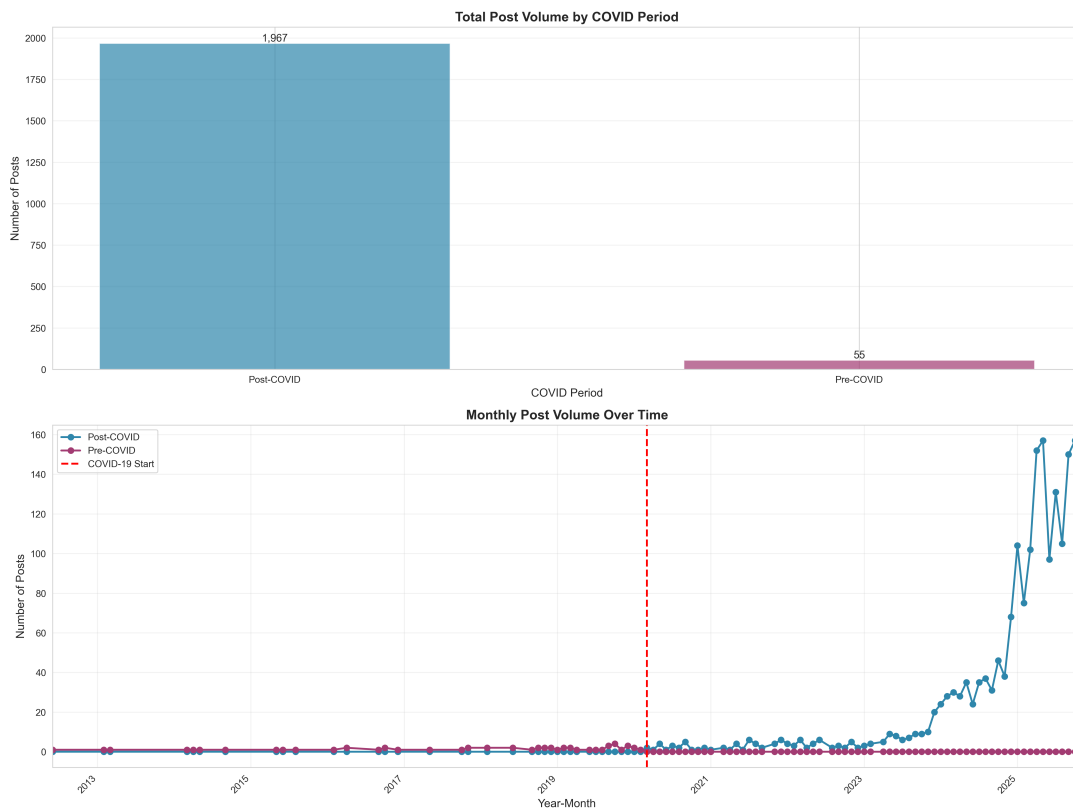 Total Post Volume by COVID Period
2000
1750
1500
1250
1000
750
500
250
0
Number of Posts
1,967
55
Post-COVID
Pre-COVID
COVID Period
Monthly Post Volume Over Time
160
140
120
100
80
60
40
20
0
Number of Posts
Post-COVID
Pre-COVID
COVID-19 Start
2013
2015
2017
2019
2021
2023
2025
Year-Month